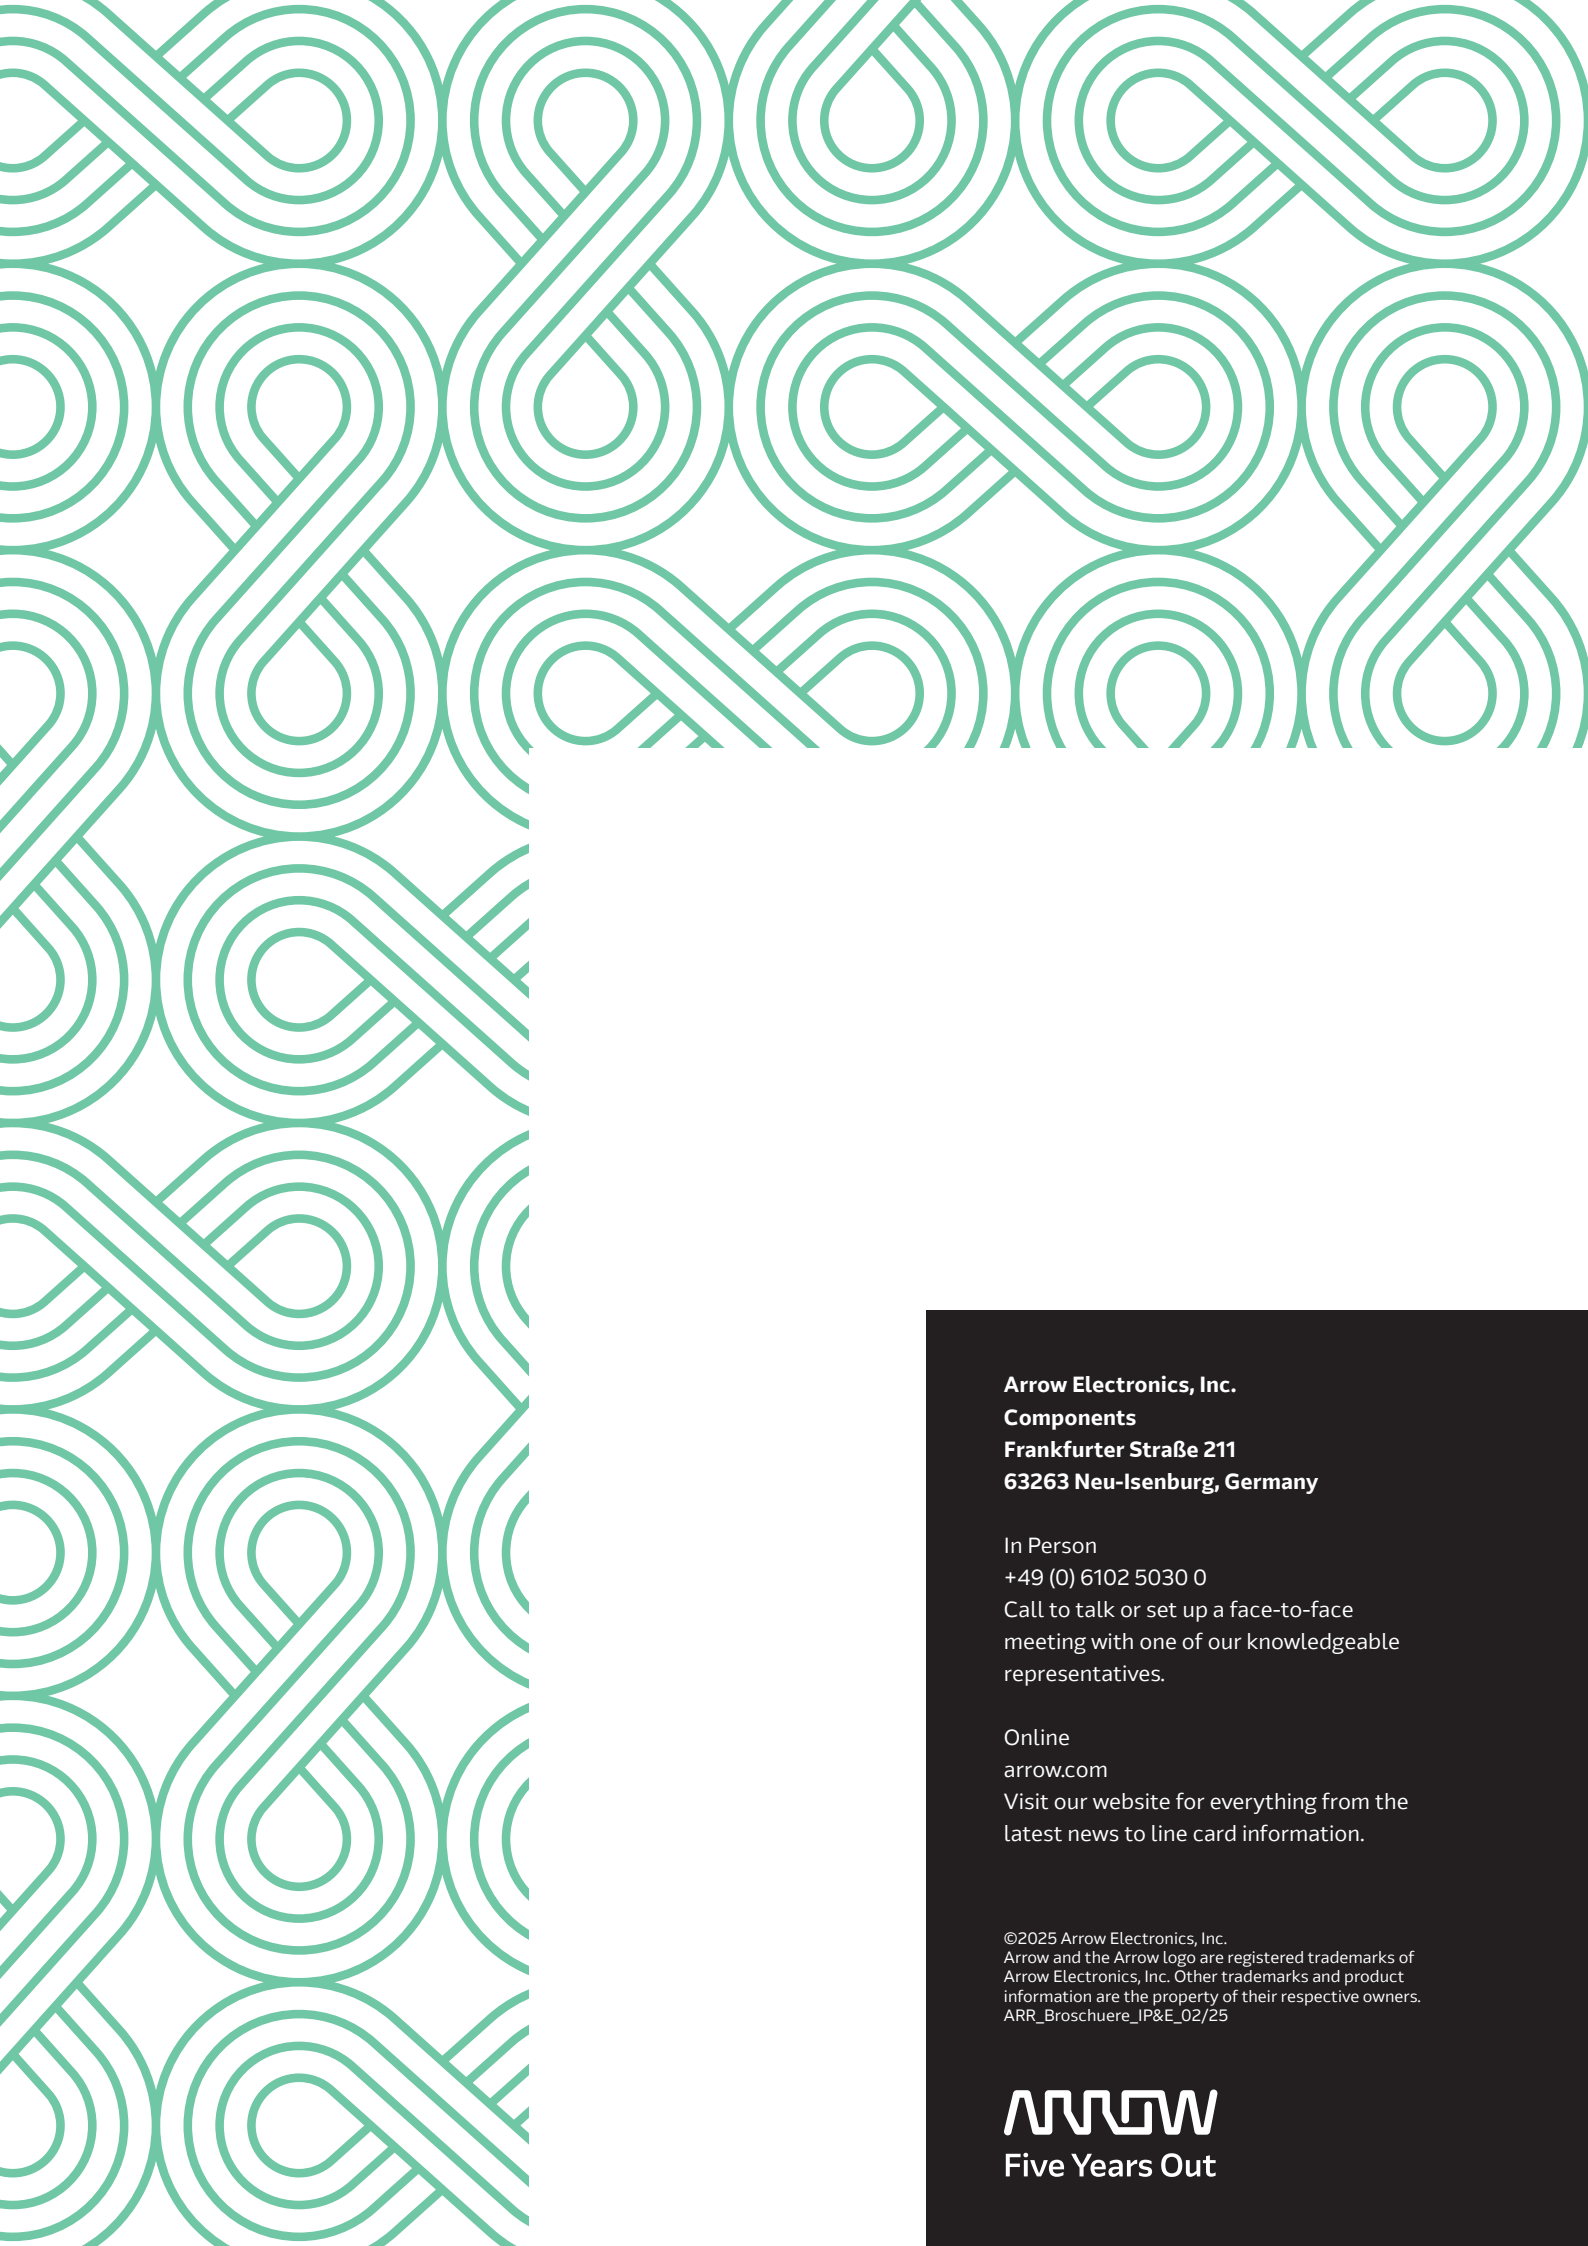 Arrow Electronics, Inc.
Components
Frankfurter Straße 211
63263 Neu-Isenburg, Germany
In Person
+49 (0) 6102 5030 0
Call to talk or set up a face-to-face
meeting with one of our knowledgeable
representatives.
Online
arrow.com
Visit our website for everything from the
latest news to line card information.
©2025 Arrow Electronics, Inc.
Arrow and the Arrow logo are registered trademarks of
Arrow Electronics, Inc. Other trademarks and product
information are the property of their respective owners.
ARR_Broschuere_IP&E_02/25
ARROW
Five Years Out